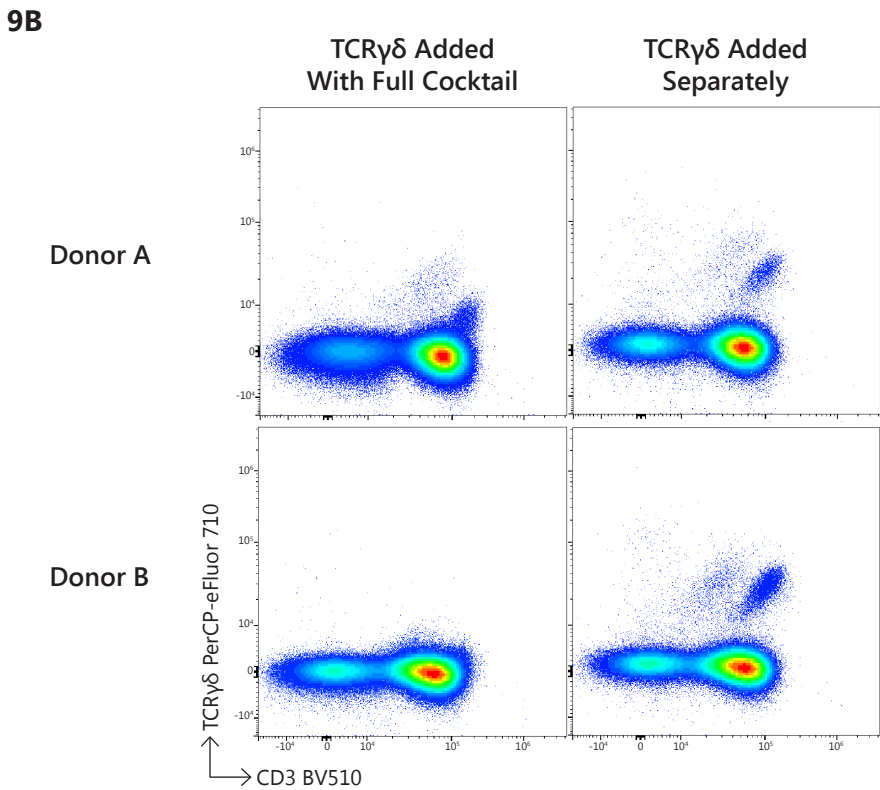 9B
TCRγδ Added
With Full Cocktail
TCRγδ Added
Separately
Donor A
10⁶
10⁵
10⁴
0
-10⁴
Donor B
10⁶
10⁵
10⁴
0
-10⁴
-10⁴ 0 10⁴ 10⁵ 10⁶
-10⁴ 0 10⁴ 10⁵ 10⁶
TCRγδ PerCP-eFluor 710
CD3 BV510